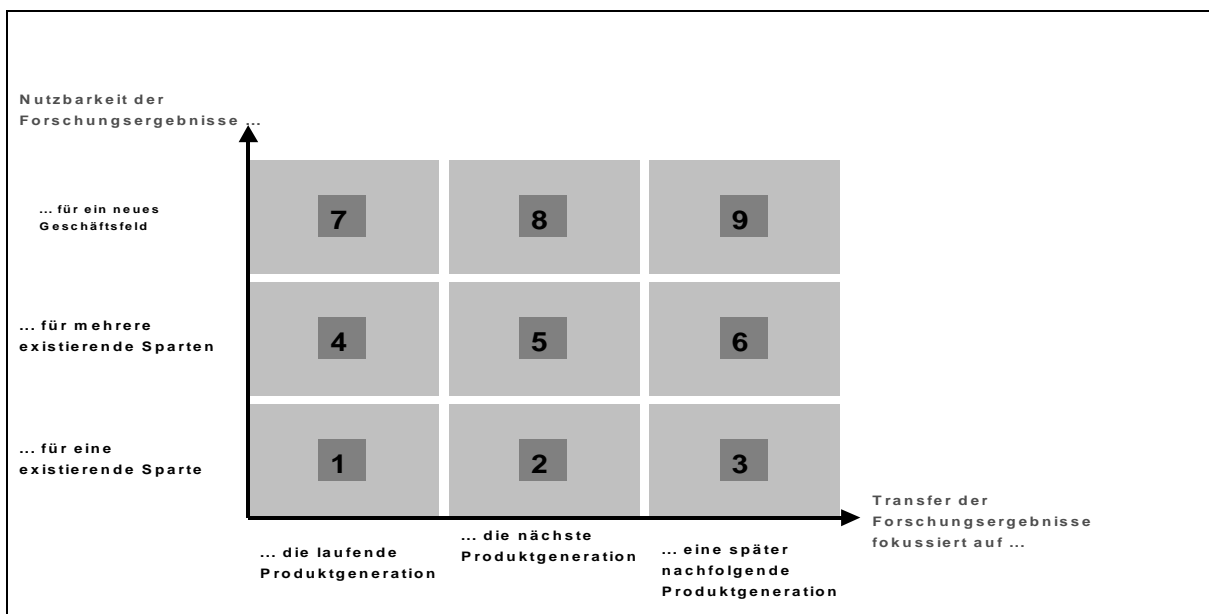 Nutzbarkeit der
Forschungsergebnisse ...
... für ein neues
Geschäftsfeld
7 8 9
... für mehrere
existierende Sparten
4 5 6
... für eine
existierende Sparte
1 2 3
Transfer der
Forschungsergebnisse
fokussiert auf ...
... die laufende
Produktgeneration
... die nächste
Produktgeneration
... eine später
nachfolgende
Produktgeneration